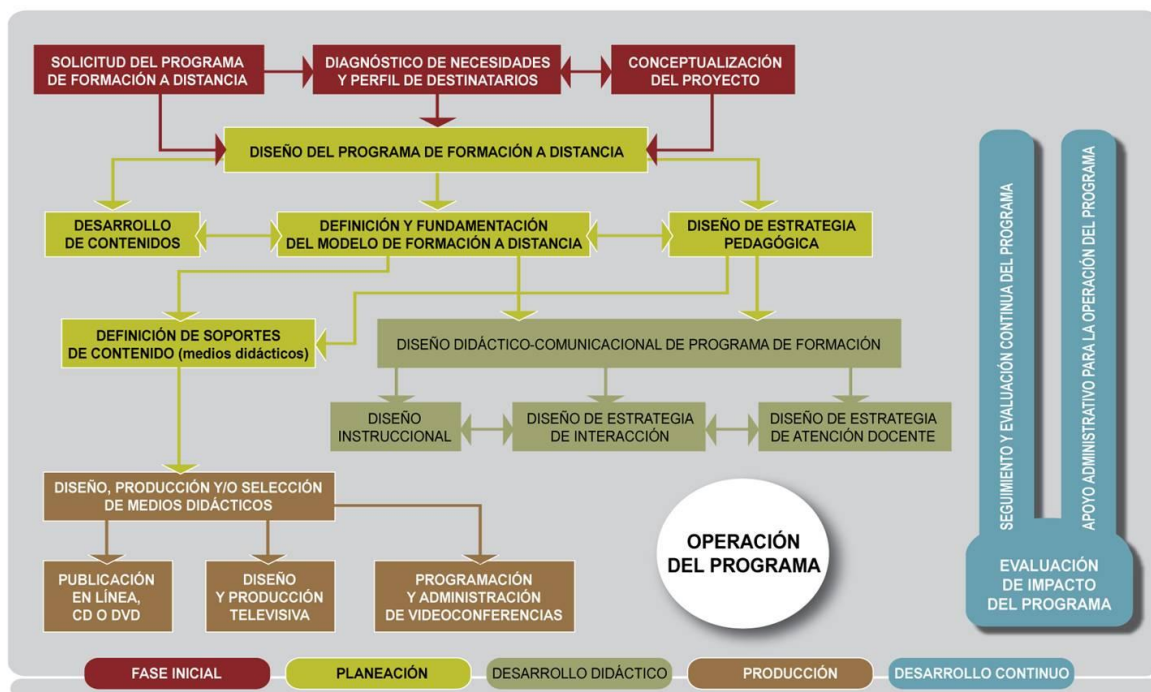 SOLICITUD DEL PROGRAMA
DE FORMACIÓN A DISTANCIA
DIAGNÓSTICO DE NECESIDADES
Y PERFIL DE DESTINATARIOS
CONCEPTUALIZACIÓN
DEL PROYECTO
DISEÑO DEL PROGRAMA DE FORMACIÓN A DISTANCIA
DESARROLLO
DE CONTENIDOS
DEFINICIÓN Y FUNDAMENTACIÓN
DEL MODELO DE FORMACIÓN A DISTANCIA
DISEÑO DE ESTRATEGIA
PEDAGÓGICA
DEFINICIÓN DE SOPORTES
DE CONTENIDO (medios didácticos)
DISEÑO DIDÁCTICO-COMUNICACIONAL DE PROGRAMA DE FORMACIÓN
DISEÑO
INSTRUCCIONAL
DISEÑO DE ESTRATEGIA
DE INTERACCIÓN
DISEÑO DE ESTRATEGIA
DE ATENCIÓN DOCENTE
DISEÑO, PRODUCCIÓN Y/O SELECCIÓN
DE MEDIOS DIDÁCTICOS
PUBLICACIÓN
EN LÍNEA,
CD O DVD
DISEÑO
Y PRODUCCIÓN
TELEVISIVA
PROGRAMACIÓN
Y ADMINISTRACIÓN
DE VIDEOCONFERENCIAS
OPERACIÓN
DEL PROGRAMA
SEGUIMIENTO Y EVALUACIÓN CONTINUA DEL PROGRAMA
APOYO ADMINISTRATIVO PARA LA OPERACIÓN DEL PROGRAMA
EVALUACIÓN
DE IMPACTO
DEL PROGRAMA
FASE INICIAL
PLANEACIÓN
DESARROLLO DIDÁCTICO
PRODUCCIÓN
DESARROLLO CONTINUO